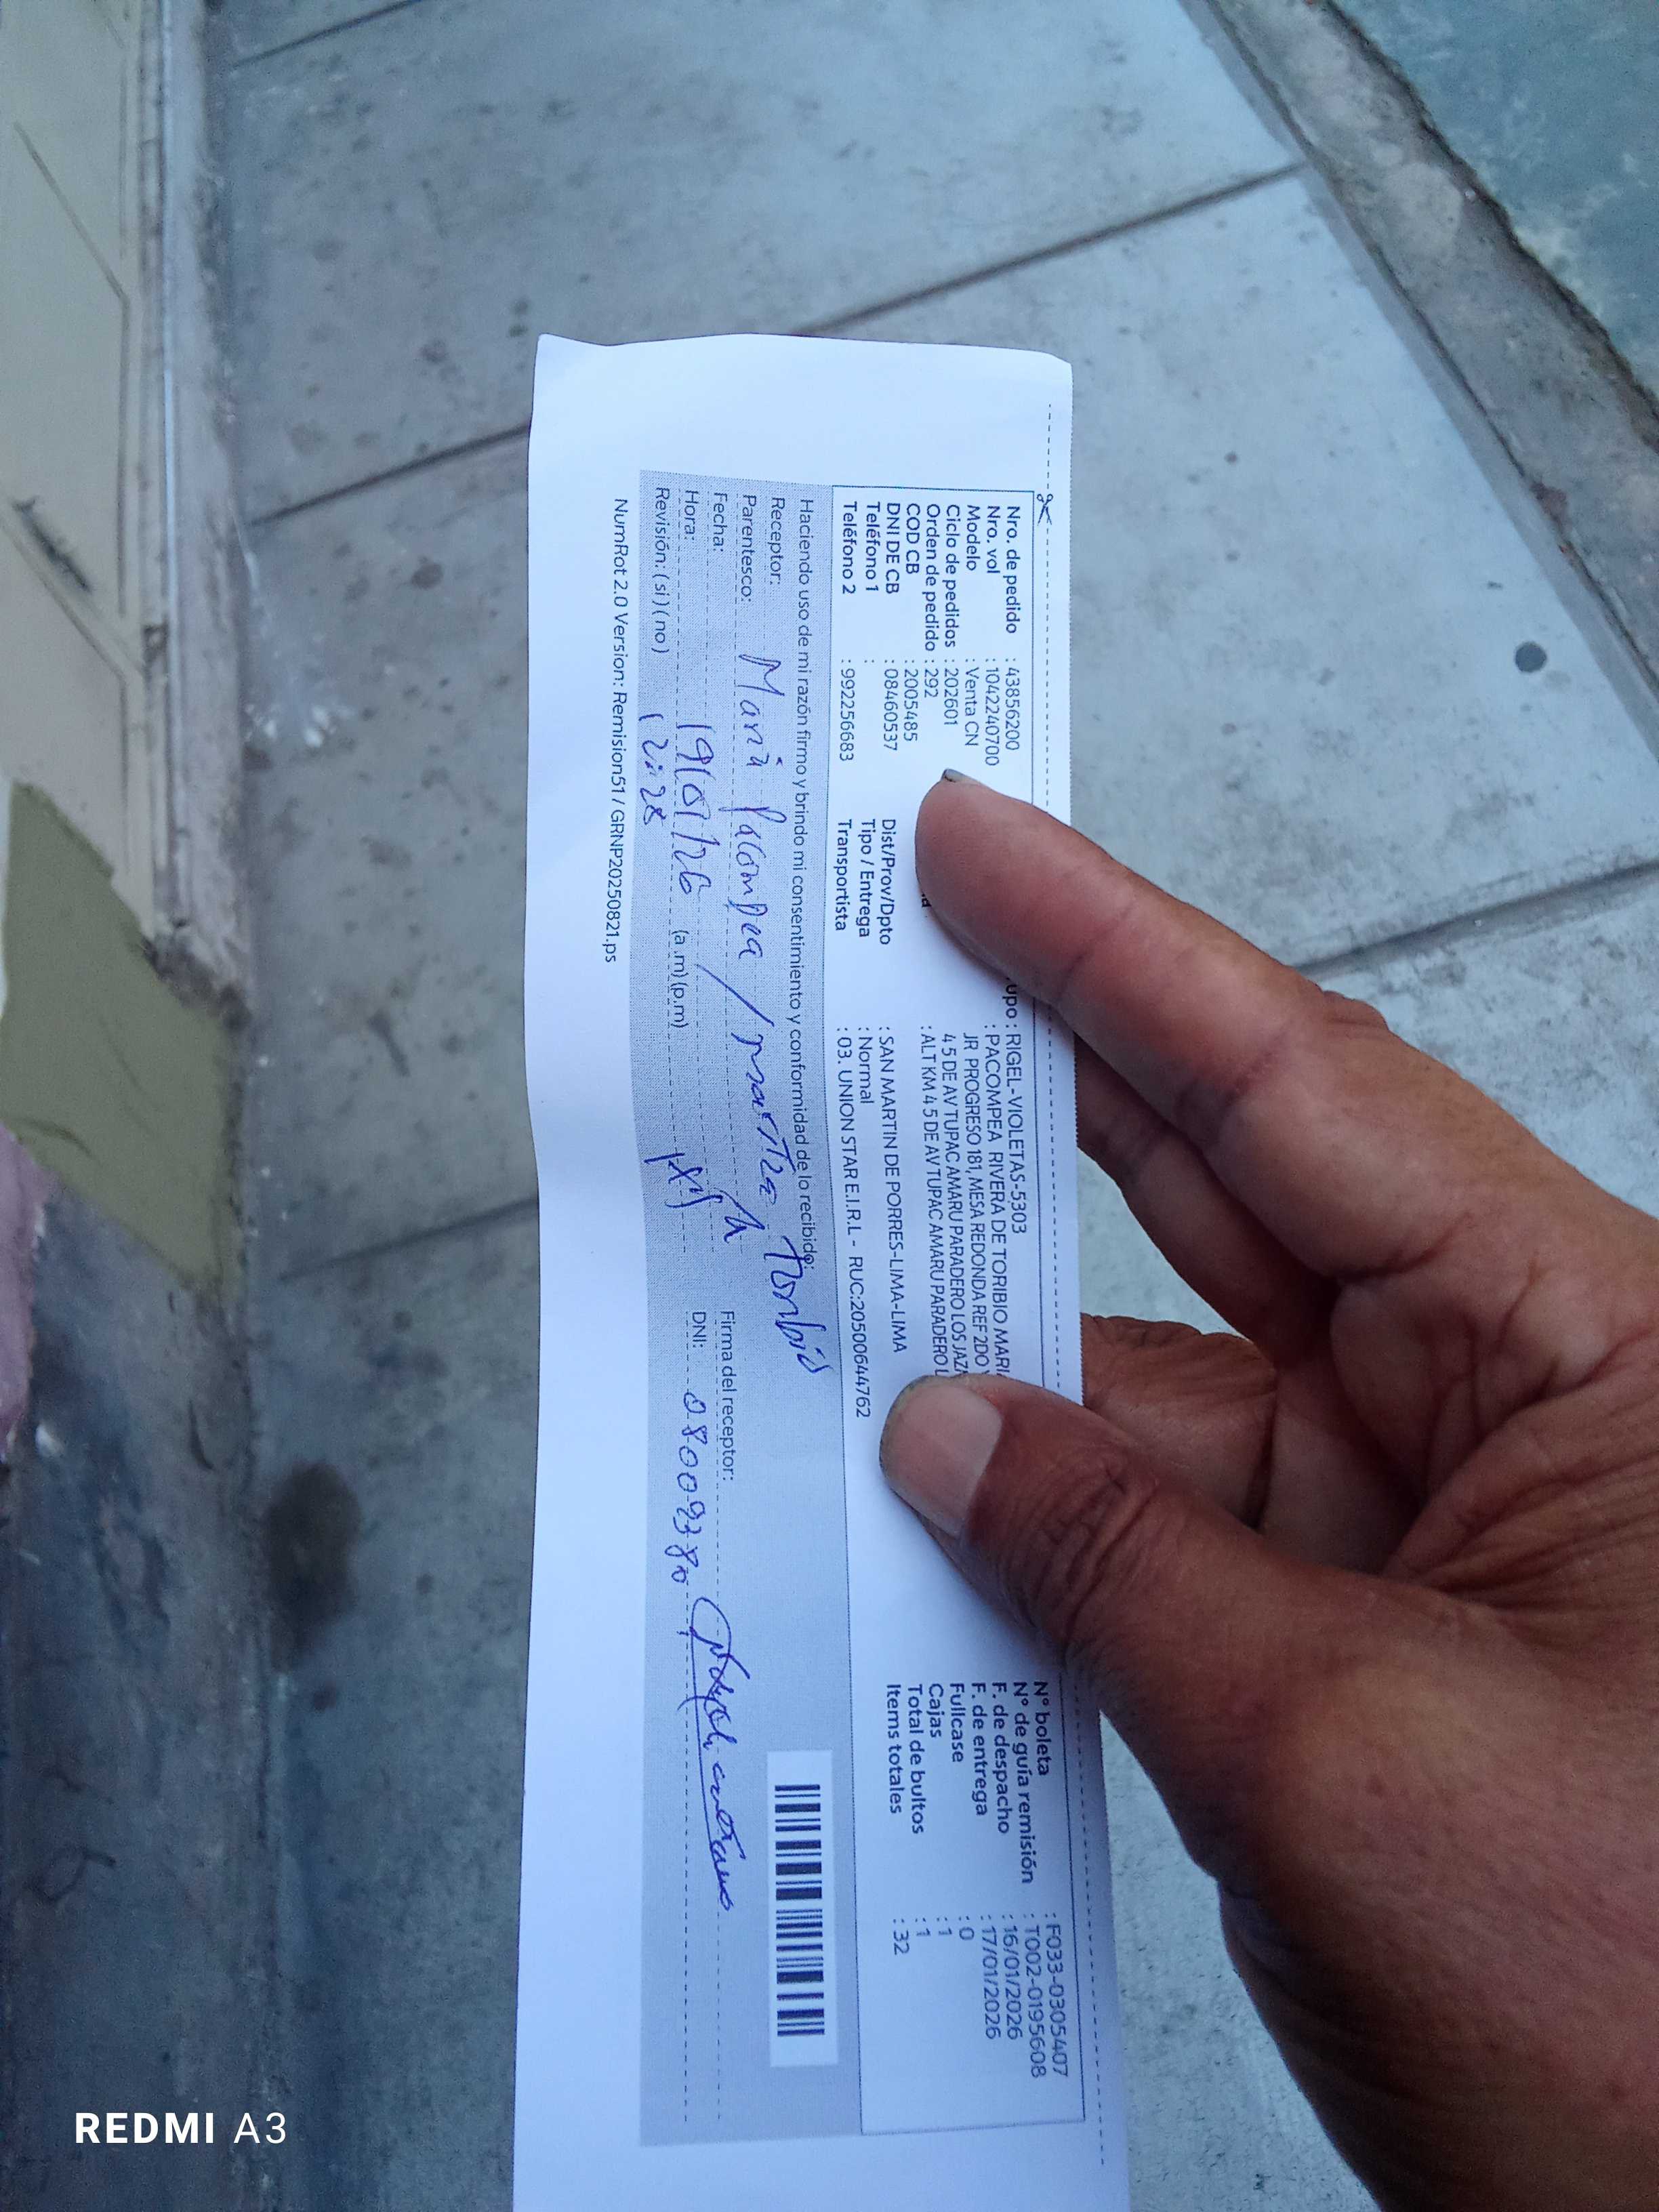 Nro. de pedido : 43856200
Nro. vol : 1042240700
Modelo : Venta CN
Ciclo de pedidos : 202601
Orden de pedido : 292
COD CB : 2005485
DNI DE CB : 08460537
Teléfono 1 :
Teléfono 2 : 992256683
upo : RIGEL-VIOLETAS-5303
: PACOMPEA RIVERA DE TORIBIO MARI
JR PROGRESO 181, MESA REDONDA REF 2DO
4 5 DE AV TUPAC AMARU PARADERO LOS JAZ
: ALT KM 4 5 DE AV TUPAC AMARU PARADERO L
Dist/Prov/Dpto : SAN MARTIN DE PORRES-LIMA-LIMA
Tipo / Entrega : Normal
Transportista : 03. UNION STAR E.I.R.L - RUC:20500644762
N° boleta : F033-0305407
N° de guía remisión : T002-0195608
F. de despacho : 16/01/2026
F. de entrega : 17/01/2026
Fullcase : 0
Cajas : 1
Total de bultos : 1
Items totales : 32
Haciendo uso de mi razón firmo y brindo mi consentimiento y conformidad de lo recibido:
Receptor: María Pacompea / maritza
Parentesco:
Fecha: 19/01/26
Hora: 12:28 (a.m) (p.m)
Revisión: (si) (no)
Firma del receptor:
DNI:
NumRot 2.0 Version: Remision51 / GRNP20250821.ps
REDMI A3